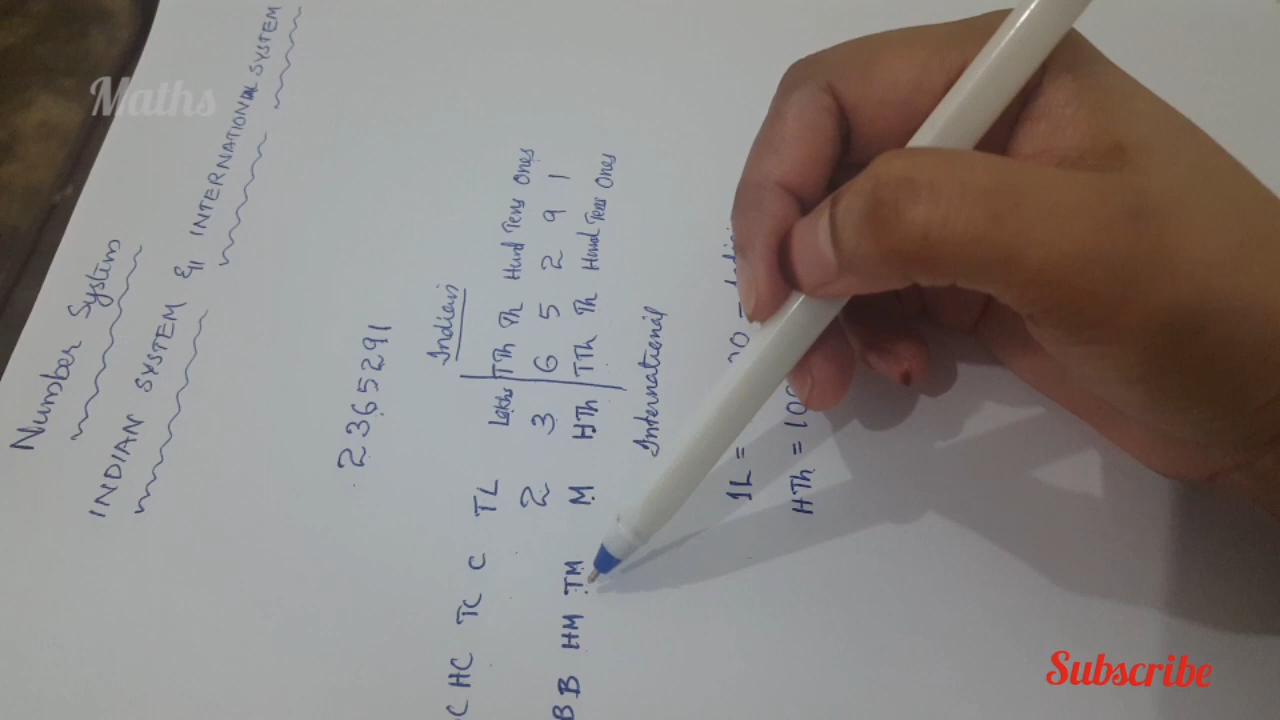 Maths
Number System
INDIAN SYSTEM & INTERNATIONAL SYSTEM
2365291
Indian
C HC TC C TL Lakhs TTh Th Hund Tens Ones
2 3 6 5 2 9 1
B B HM TM M HTh TTh Th Hund Tens Ones
International
1L =
HTh = 100
Subscribe